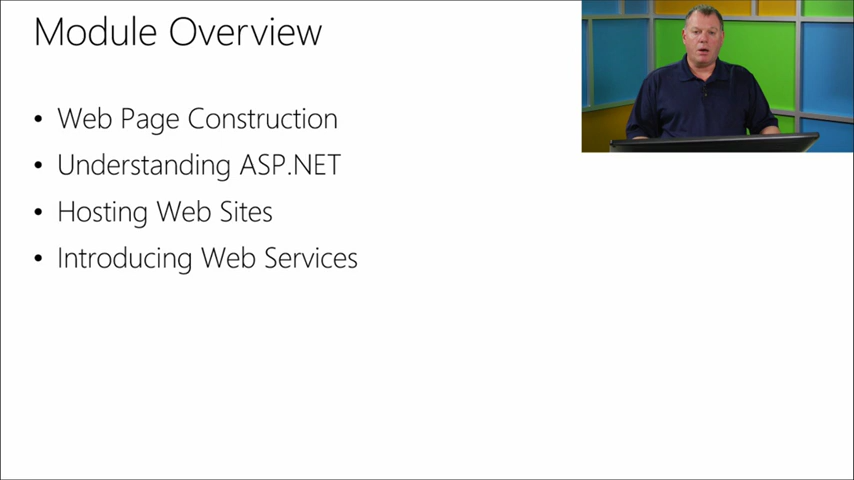 Module Overview
• Web Page Construction
• Understanding ASP.NET
• Hosting Web Sites
• Introducing Web Services